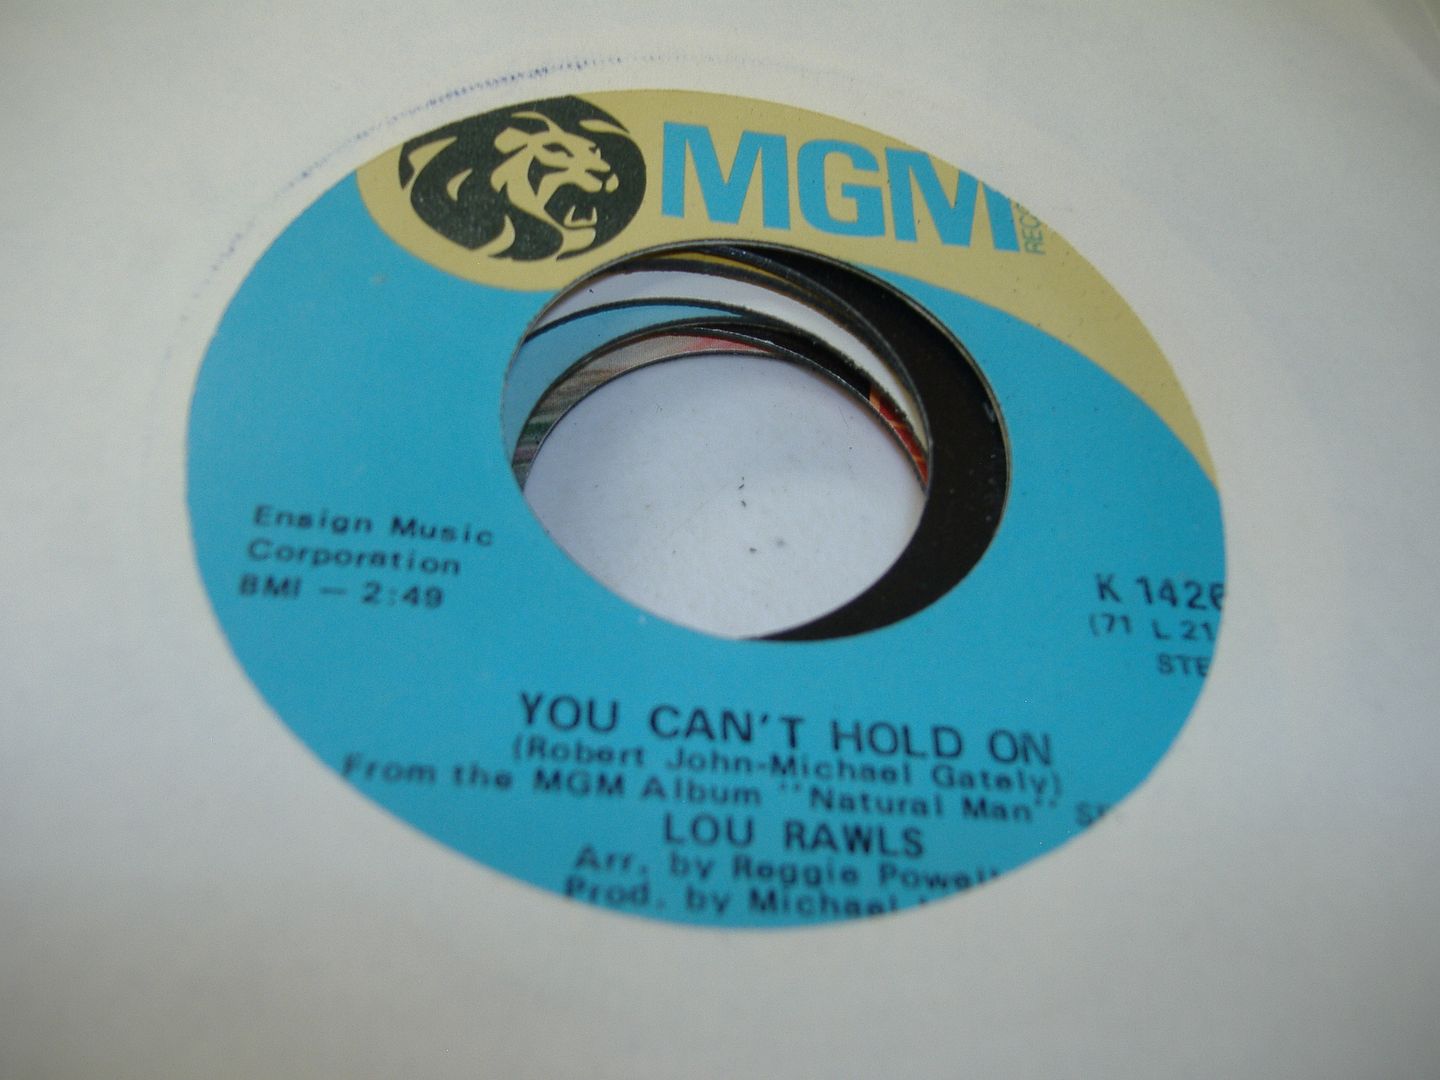 MGM
Ensign Music
Corporation
BMI — 2:49
K 1426
(71 L 21
STE
YOU CAN'T HOLD ON
(Robert John-Michael Gately)
From the MGM Album "Natural Man"
LOU RAWLS
Arr. by Reggie Powell
Prod. by Michael